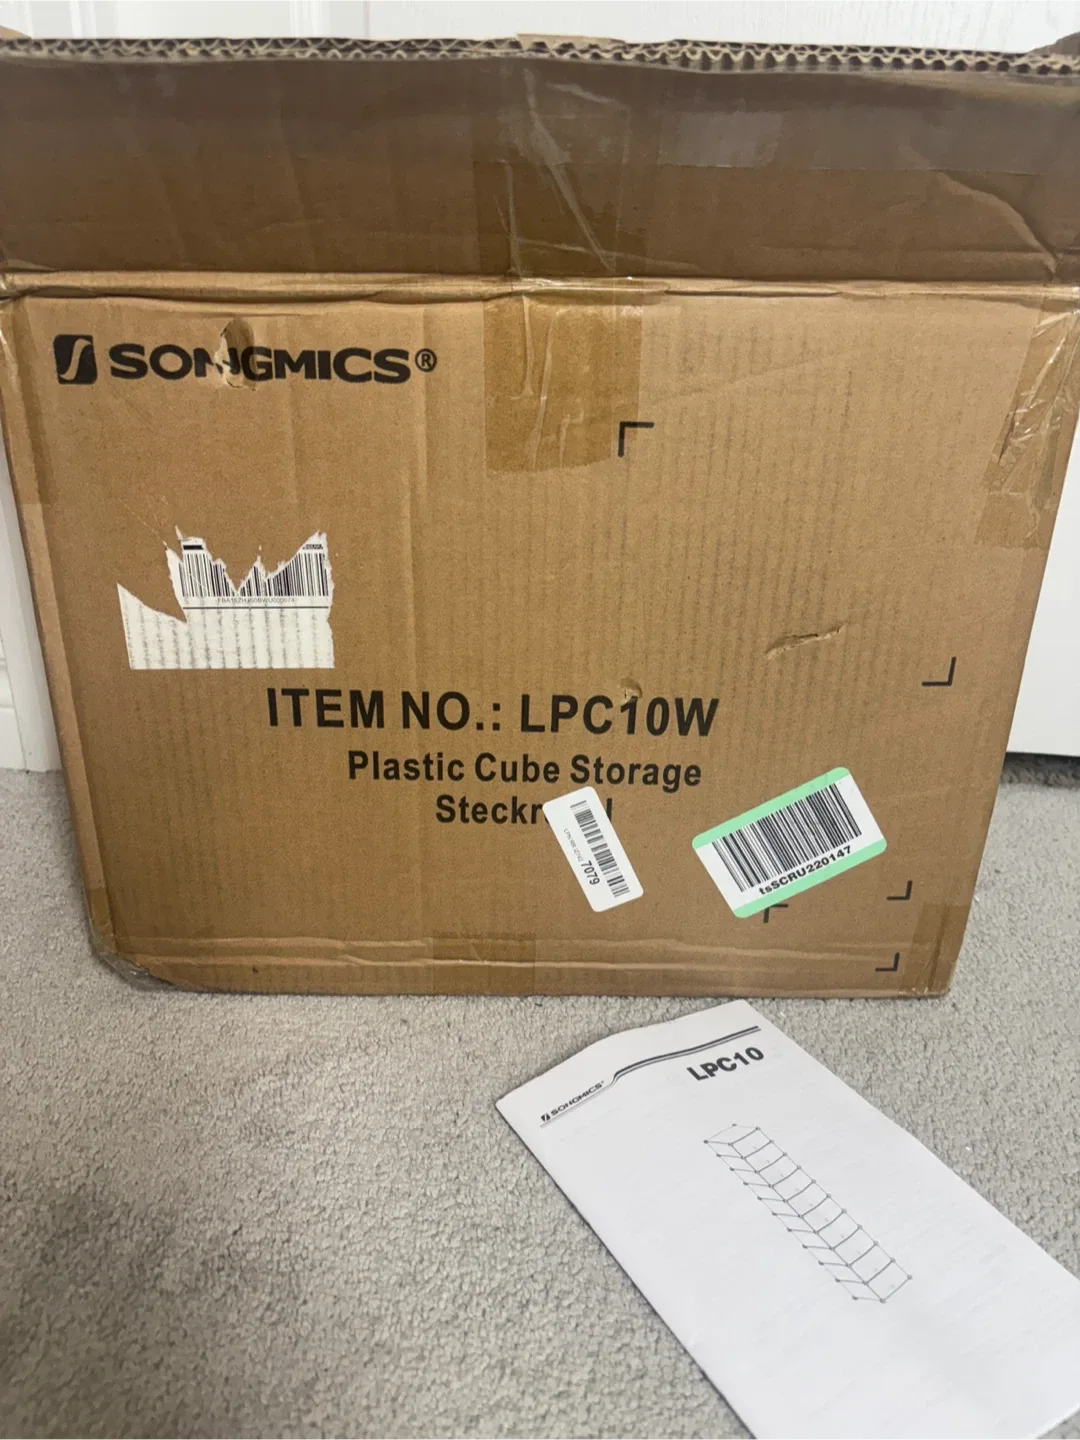 SONGMICS®
ITEM NO.: LPC10W
Plastic Cube Storage
7079
tsSCRU220147
SONGMICS®
LPC10